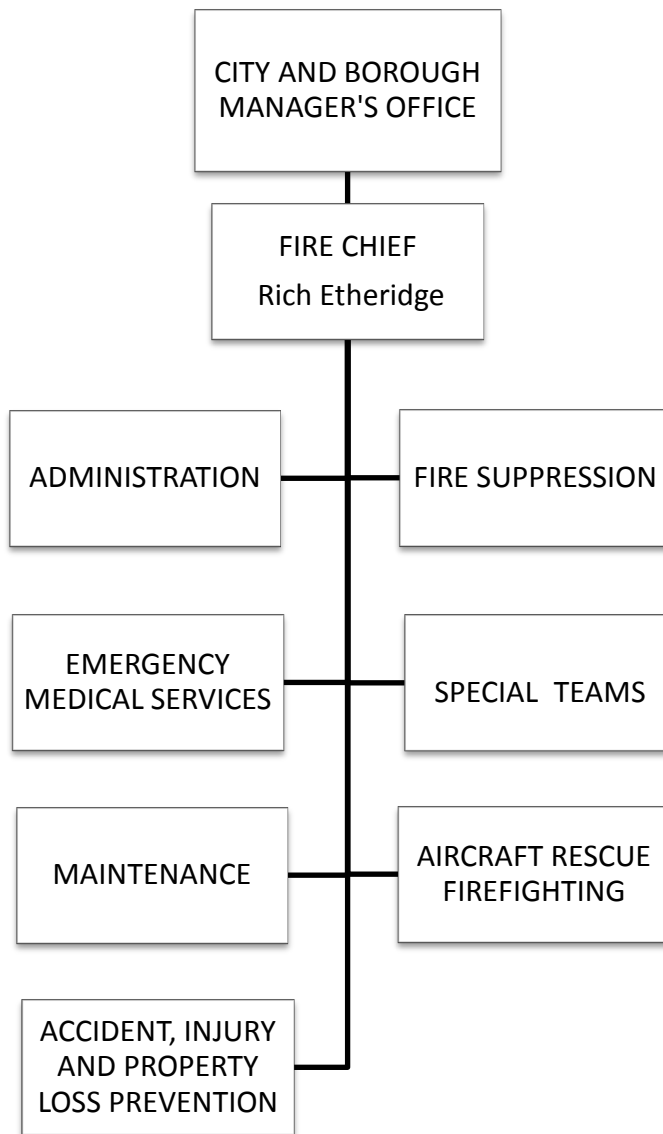 CITY AND BOROUGH
MANAGER'S OFFICE
FIRE CHIEF
Rich Etheridge
ADMINISTRATION
FIRE SUPPRESSION
EMERGENCY
MEDICAL SERVICES
SPECIAL TEAMS
MAINTENANCE
AIRCRAFT RESCUE
FIREFIGHTING
ACCIDENT, INJURY
AND PROPERTY
LOSS PREVENTION